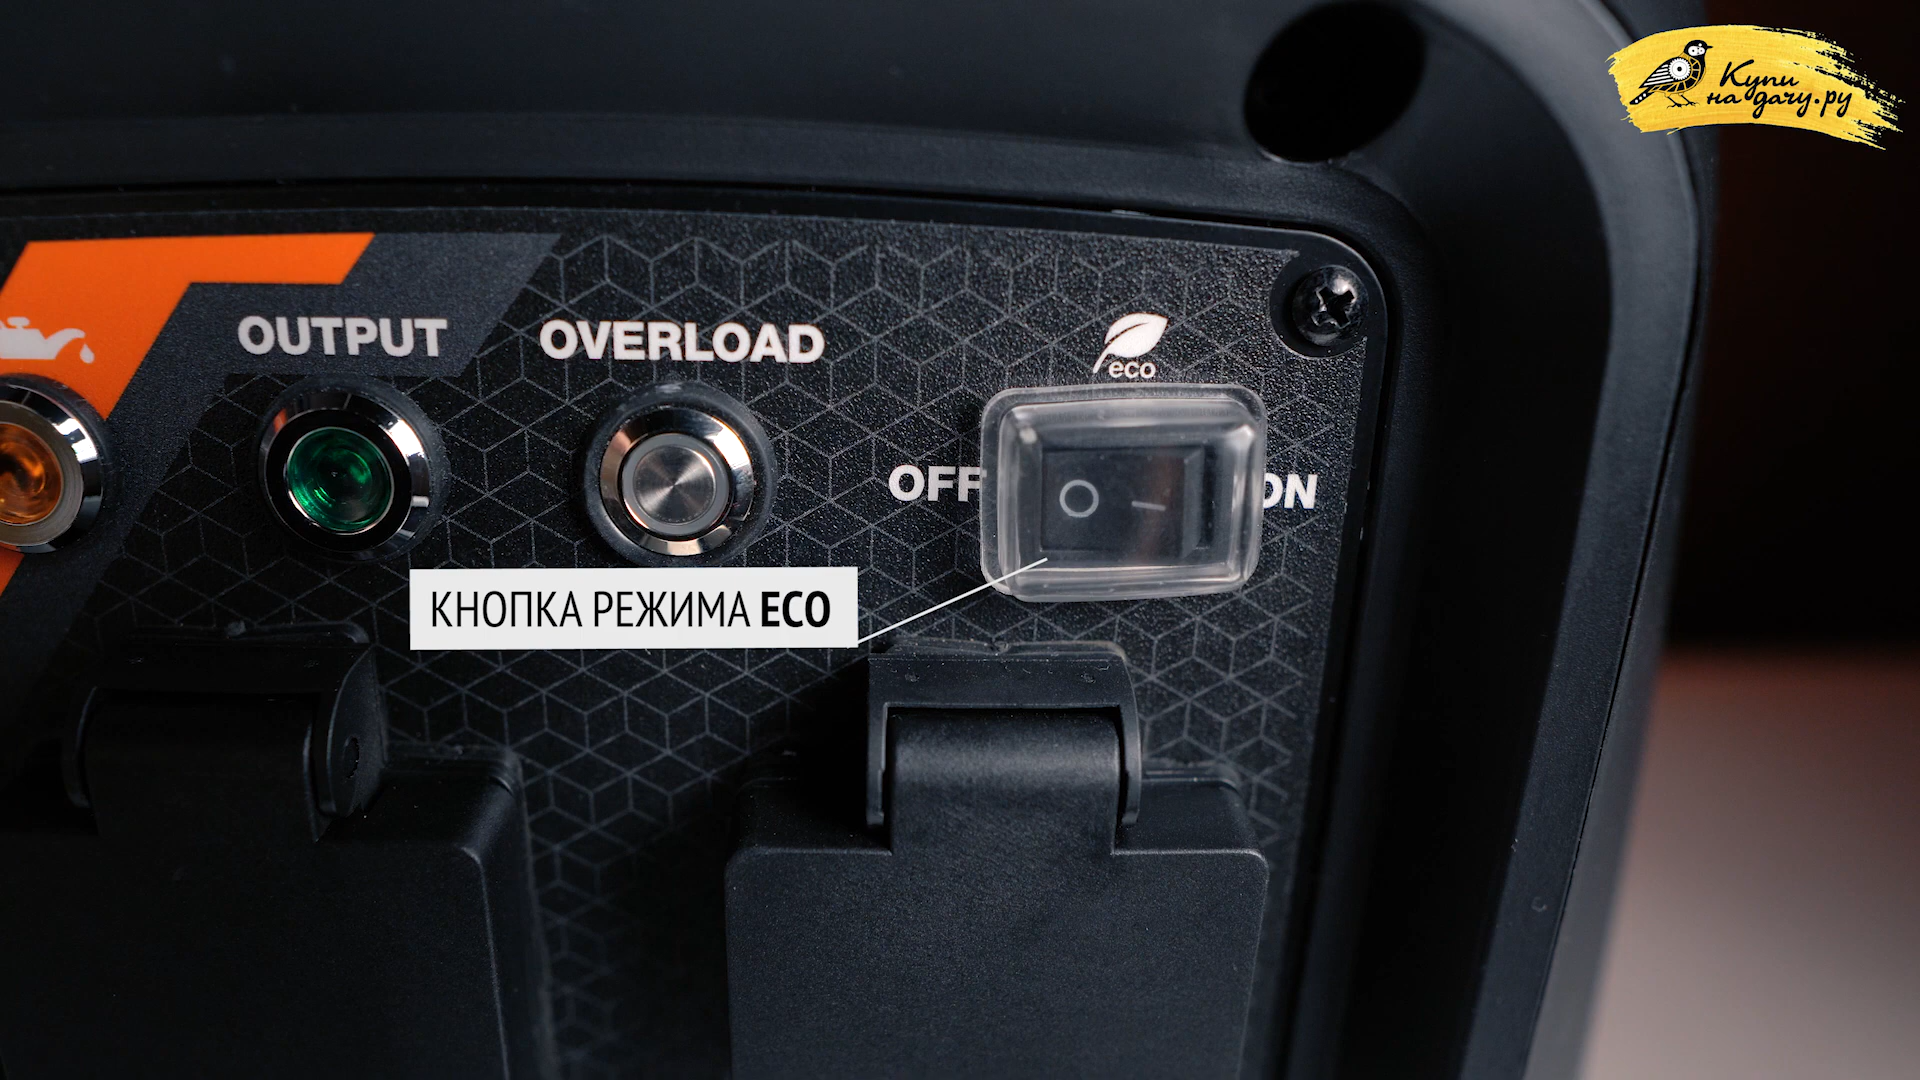 Купи
на дачу.ру
OUTPUT
OVERLOAD
eco
OFF
ON
КНОПКА РЕЖИМА ECO